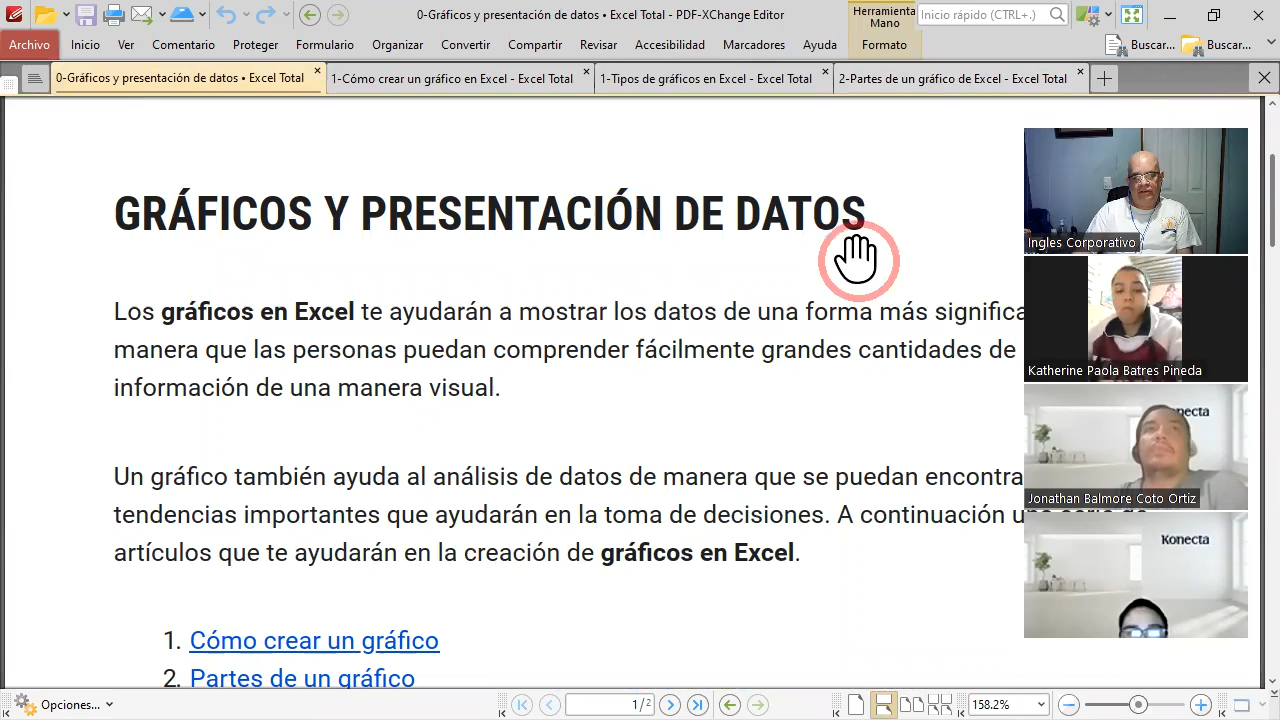 0-Gráficos y presentación de datos • Excel Total - PDF-XChange Editor
Herramienta
Mano
Inicio rápido (CTRL+.)
Archivo Inicio Ver Comentario Proteger Formulario Organizar Convertir Compartir Revisar Accesibilidad Marcadores Ayuda Formato Buscar... Buscar...
0-Gráficos y presentación de datos • Excel Total 1-Cómo crear un gráfico en Excel - Excel Total 1-Tipos de gráficos en Excel - Excel Total 2-Partes de un gráfico de Excel - Excel Total
GRÁFICOS Y PRESENTACIÓN DE DATOS
Los gráficos en Excel te ayudarán a mostrar los datos de una forma más significa
manera que las personas puedan comprender fácilmente grandes cantidades de
información de una manera visual.
Un gráfico también ayuda al análisis de datos de manera que se puedan encontra
tendencias importantes que ayudarán en la toma de decisiones. A continuación una serie de
artículos que te ayudarán en la creación de gráficos en Excel.
1. Cómo crear un gráfico
2. Partes de un gráfico
Ingles Corporativo
Katherine Paola Batres Pineda
Konecta
Jonathan Balmore Coto Ortiz
Konecta
Opciones... 1/2 158.2%